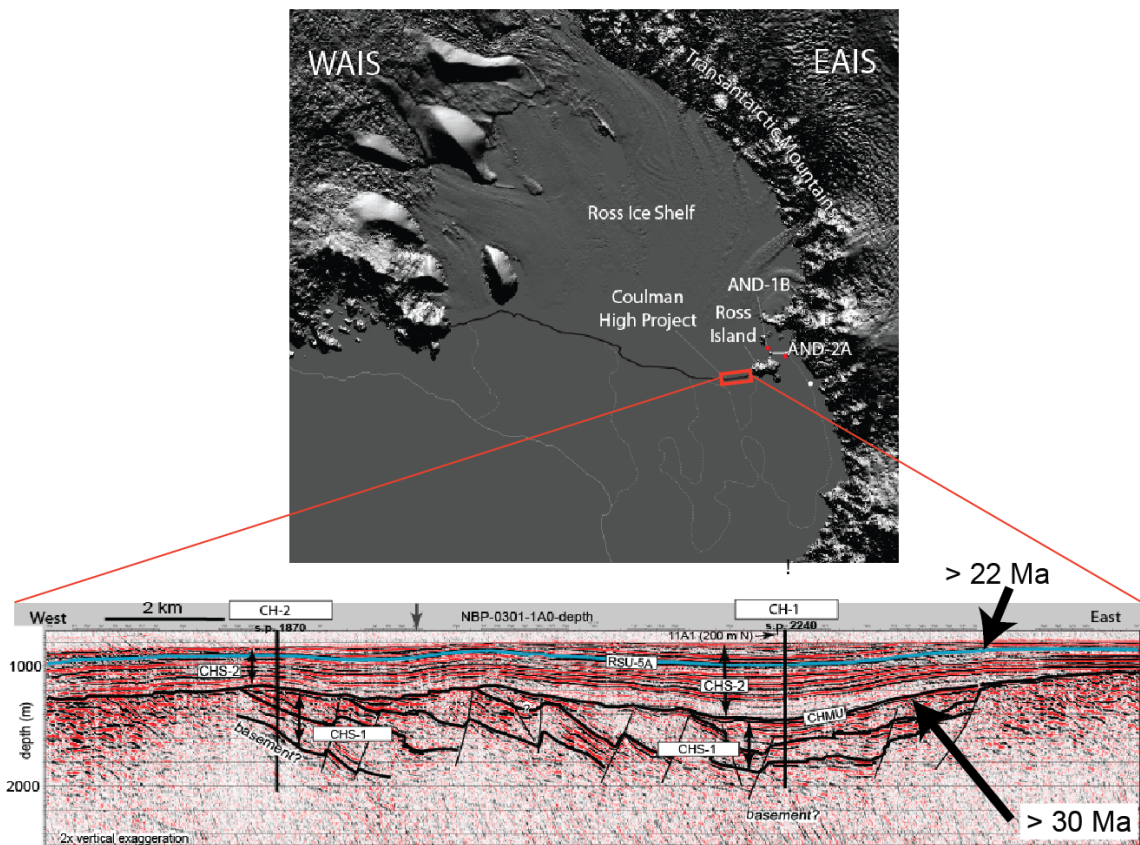 WAIS
EAIS
Transantarctic Mountains
Ross Ice Shelf
AND-1B
Coulman
High Project
Ross
Island
AND-2A
!
> 22 Ma
West
2 km
CH-2
s.p. 1870
NBP-0301-1A0-depth
CH-1
s.p. 2240
11A1 (200 m N)
East
1000
CHS-2
RSU-5A
CHS-2
depth (m)
CHMU
?
CHS-1
CHS-1
basement?
2000
basement?
> 30 Ma
2x vertical exaggeration